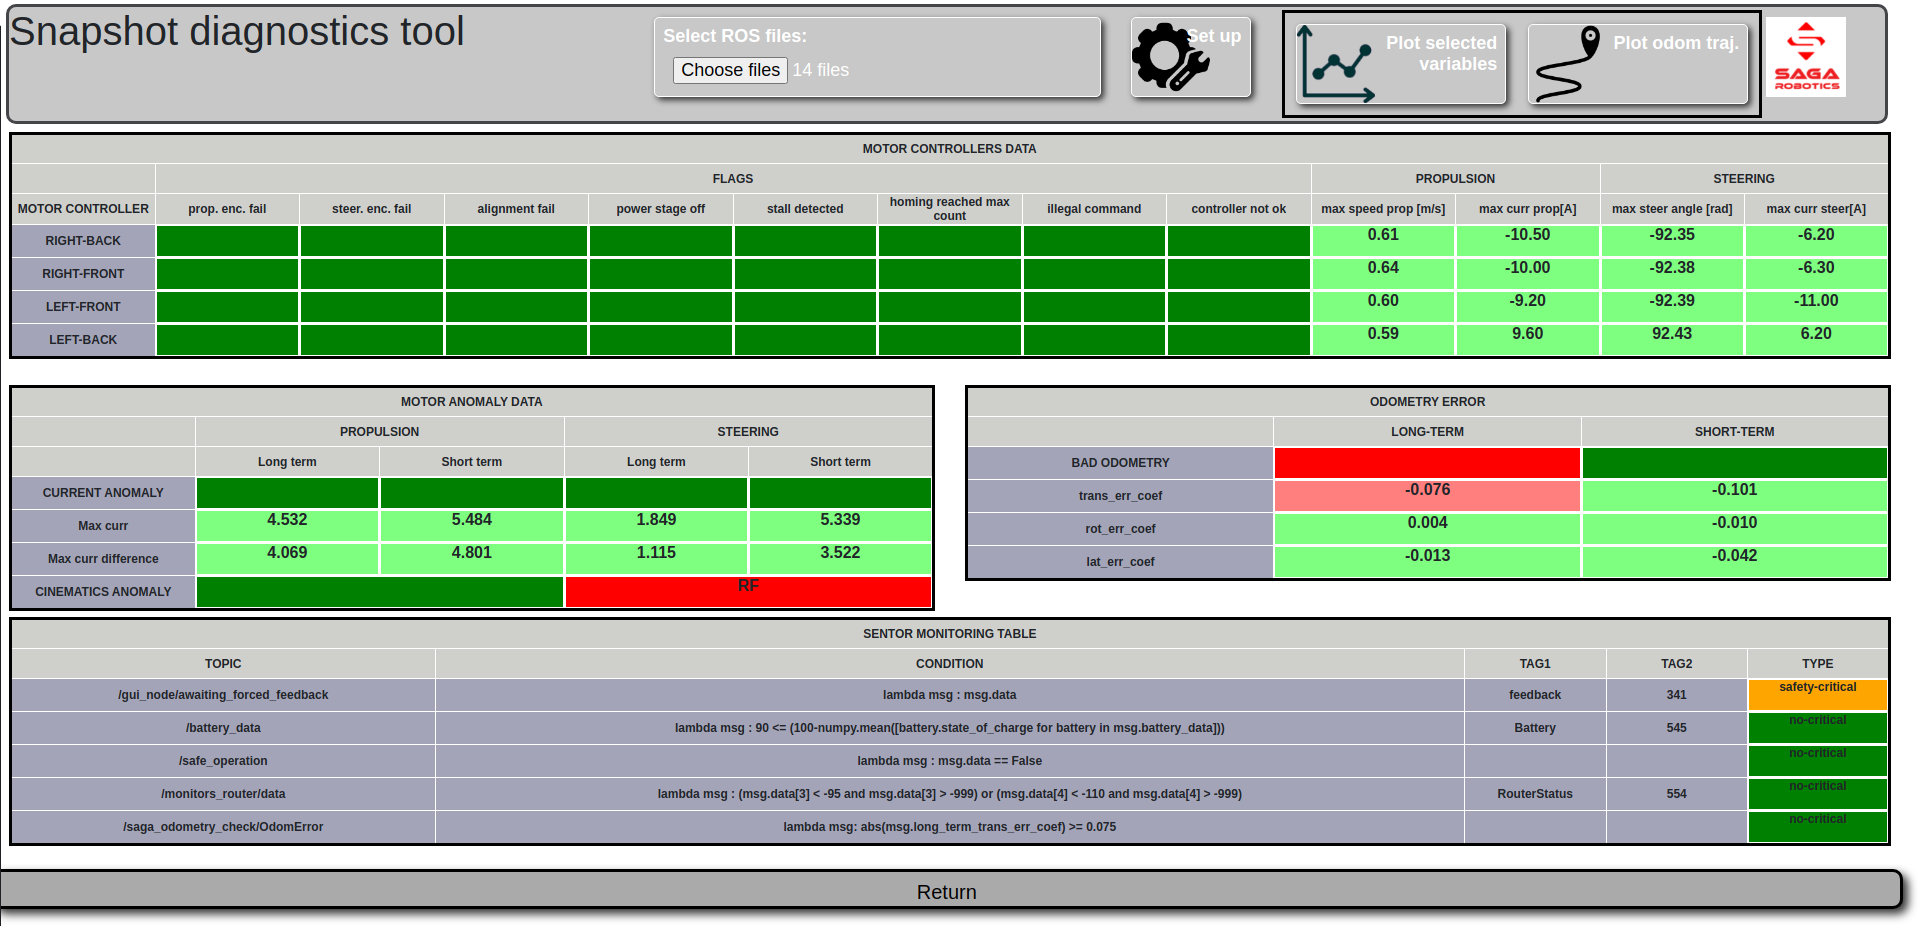 Snapshot diagnostics tool
Select ROS files:
Choose files 14 files
Set up
Plot selected
variables
Plot odom traj.
SAGA
ROBOTICS
MOTOR CONTROLLERS DATA
FLAGS PROPULSION STEERING
MOTOR CONTROLLER prop. enc. fail steer. enc. fail alignment fail power stage off stall detected homing reached max count illegal command controller not ok max speed prop [m/s] max curr prop[A] max steer angle [rad] max curr steer[A]
RIGHT-BACK 0.61 -10.50 -92.35 -6.20
RIGHT-FRONT 0.64 -10.00 -92.38 -6.30
LEFT-FRONT 0.60 -9.20 -92.39 -11.00
LEFT-BACK 0.59 9.60 92.43 6.20
MOTOR ANOMALY DATA
PROPULSION STEERING
Long term Short term Long term Short term
CURRENT ANOMALY
Max curr 4.532 5.484 1.849 5.339
Max curr difference 4.069 4.801 1.115 3.522
CINEMATICS ANOMALY RF
ODOMETRY ERROR
LONG-TERM SHORT-TERM
BAD ODOMETRY
trans_err_coef -0.076 -0.101
rot_err_coef 0.004 -0.010
lat_err_coef -0.013 -0.042
SENTOR MONITORING TABLE
TOPIC CONDITION TAG1 TAG2 TYPE
/gui_node/awaiting_forced_feedback lambda msg : msg.data feedback 341 safety-critical
/battery_data lambda msg : 90 <= (100-numpy.mean([battery.state_of_charge for battery in msg.battery_data])) Battery 545 no-critical
/safe_operation lambda msg : msg.data == False no-critical
/monitors_router/data lambda msg : (msg.data[3] < -95 and msg.data[3] > -999) or (msg.data[4] < -110 and msg.data[4] > -999) RouterStatus 554 no-critical
/saga_odometry_check/OdomError lambda msg: abs(msg.long_term_trans_err_coef) >= 0.075 no-critical
Return